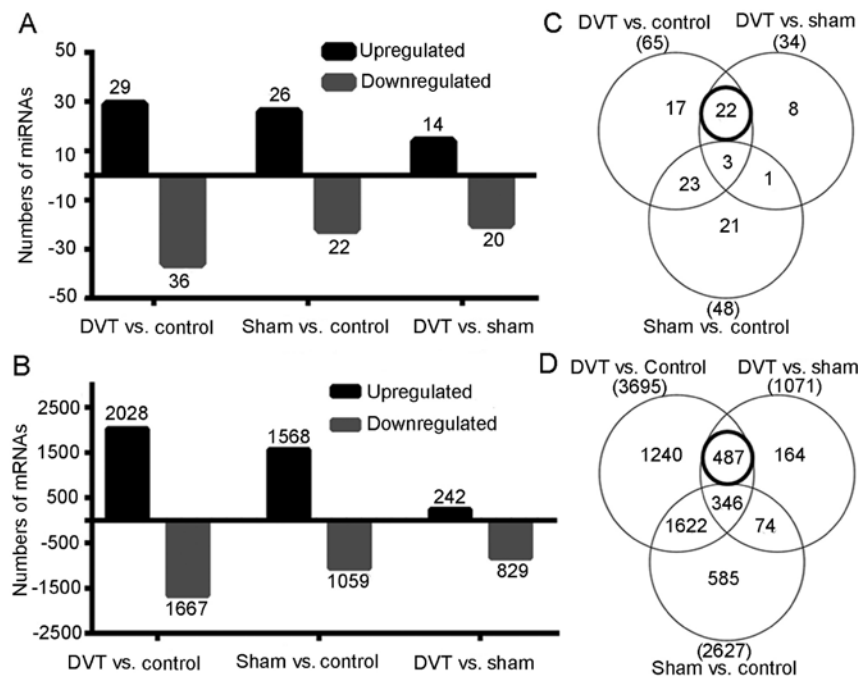 A
Numbers of miRNAs
50
30
10
-10
-30
-50
Upregulated
Downregulated
29
26
14
36
22
20
DVT vs. control
Sham vs. control
DVT vs. sham
B
Numbers of mRNAs
2500
1500
500
-500
-1500
-2500
Upregulated
Downregulated
2028
1568
242
1667
1059
829
DVT vs. control
Sham vs. control
DVT vs. sham
C
DVT vs. control
(65)
DVT vs. sham
(34)
17
22
8
3
23
1
21
(48)
Sham vs. control
D
DVT vs. Control
(3695)
DVT vs. sham
(1071)
1240
487
164
346
1622
74
585
(2627)
Sham vs. control